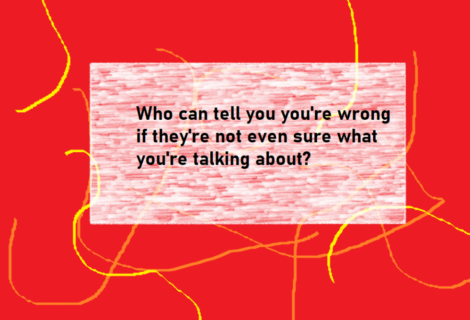 Who can tell you you're wrong
if they're not even sure what
you're talking about?